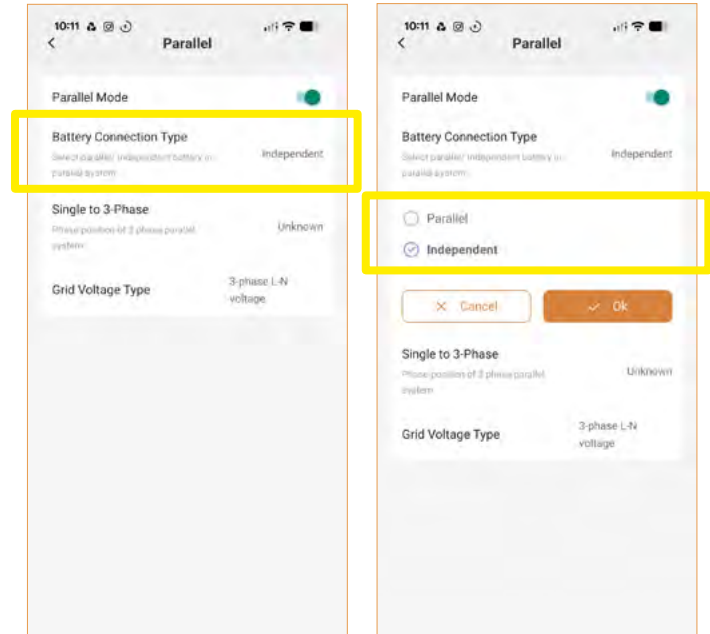 10:11
Parallel
Parallel Mode
Battery Connection Type
Select parallel/ independent battery in
parallel system
Independent
Single to 3-Phase
Phase position of 3 phase parallel
system
Unknown
Grid Voltage Type
3-phase L-N
voltage
10:11
Parallel
Parallel Mode
Battery Connection Type
Select parallel/ independent battery in
parallel system
Independent
Parallel
Independent
Cancel
Ok
Single to 3-Phase
Phase position of 3 phase parallel
system
Unknown
Grid Voltage Type
3-phase L-N
voltage